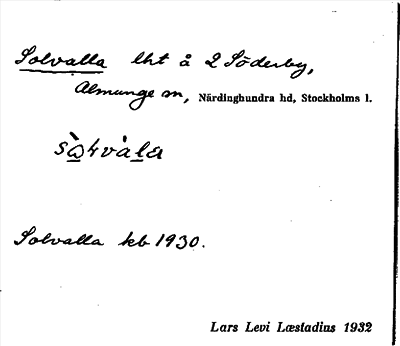 Solvalla lht å 2 Söderby,
Almunge sn, Närdinghundra hd, Stockholms l.
Solvalla kb 1930.
Lars Levi Læstadius 1932